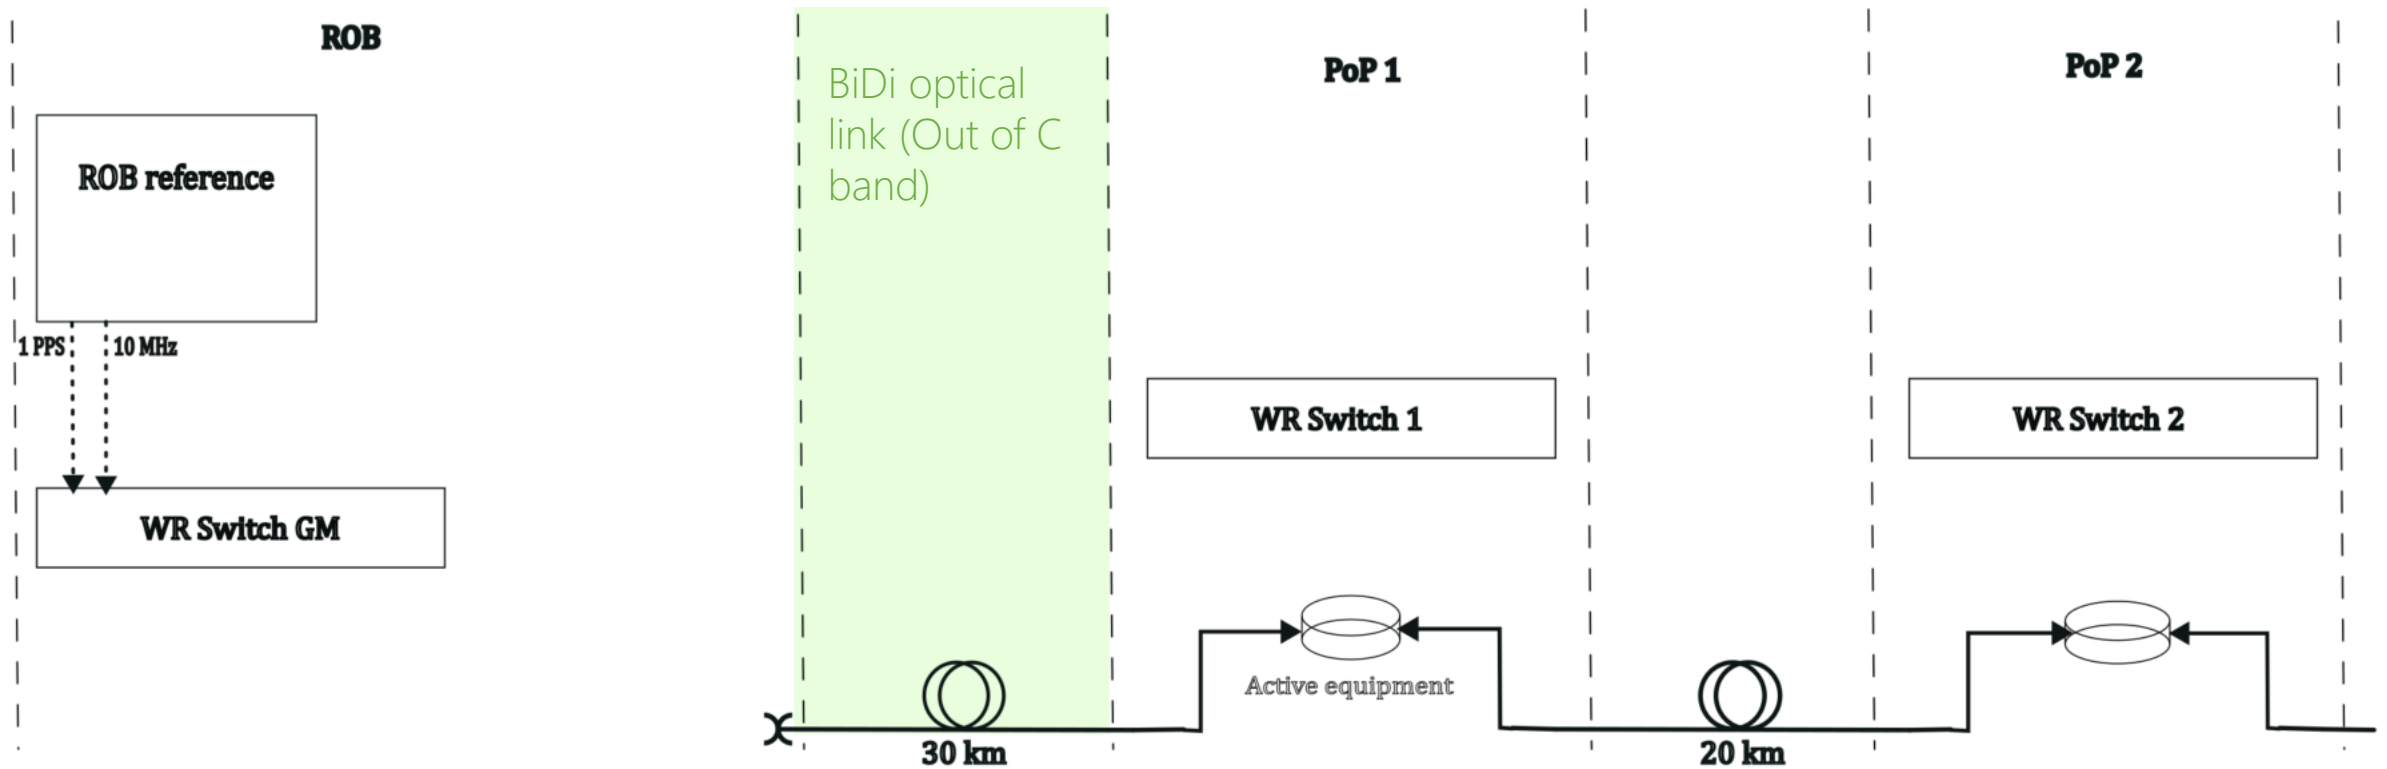 ROB
BiDi optical
link (Out of C
band)
PoP 1
PoP 2
ROB reference
1 PPS
10 MHz
WR Switch 1
WR Switch 2
WR Switch GM
Active equipment
30 km
20 km